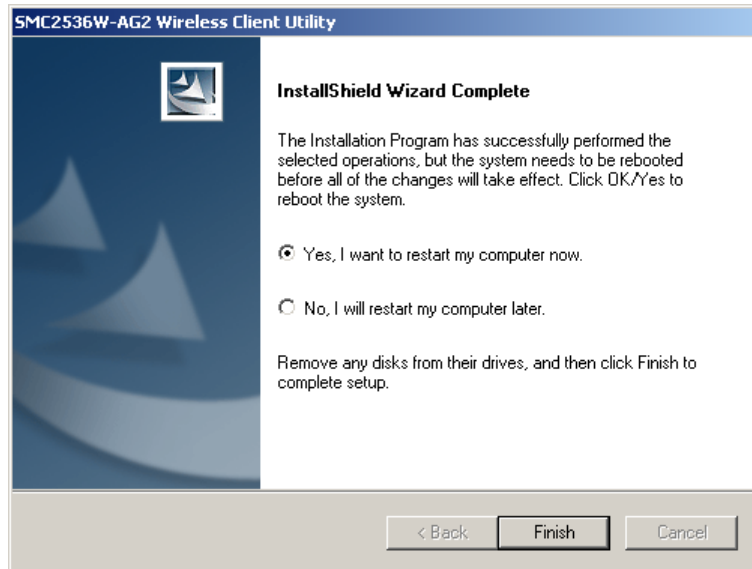 SMC2536W-AG2 Wireless Client Utility
InstallShield Wizard Complete
The Installation Program has successfully performed the
selected operations, but the system needs to be rebooted
before all of the changes will take effect. Click OK/Yes to
reboot the system.
Yes, I want to restart my computer now.
No, I will restart my computer later.
Remove any disks from their drives, and then click Finish to
complete setup.
< Back Finish Cancel